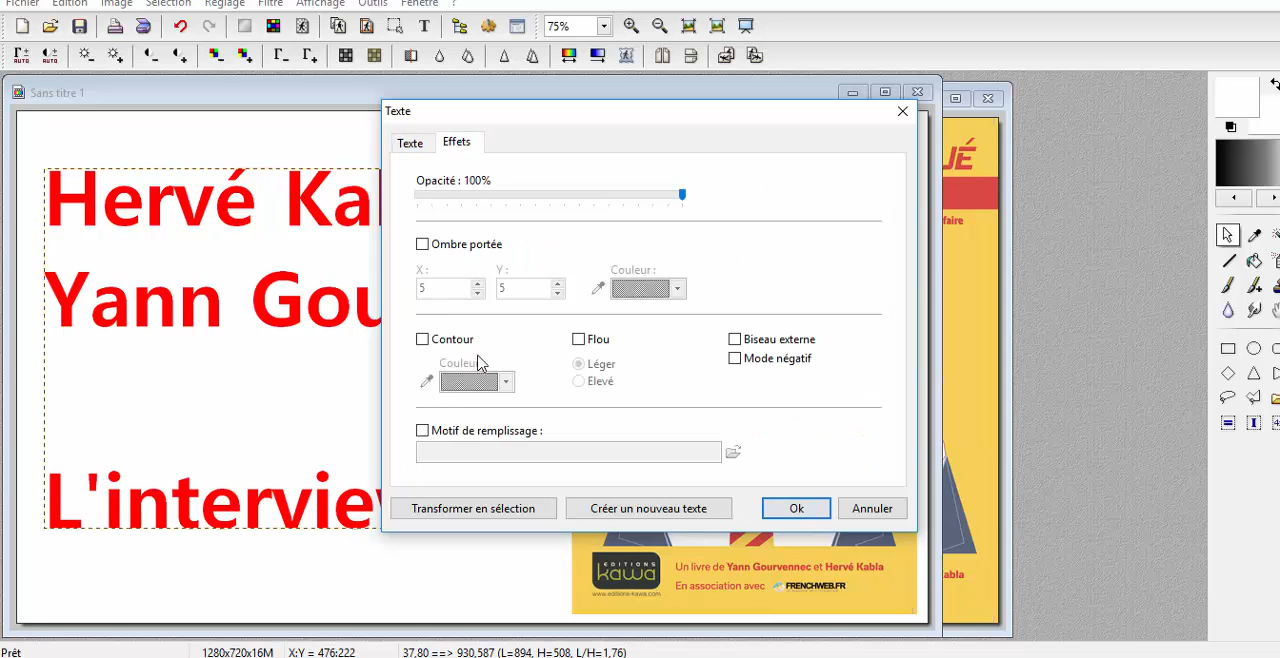 Fichier Edition Image Sélection Réglage Filtre Affichage Outils Fenêtre ?
75%
AUTO AUTO
Sans titre 1
Texte
Texte Effets
Opacité : 100%
Ombre portée
X : Y : Couleur :
5 5
Contour Flou Biseau externe
Mode négatif
Couleur
Léger
Elevé
Motif de remplissage :
Transformer en sélection Créer un nouveau texte Ok Annuler
Hervé Ka
Yann Gou
L'interview
UÉ
faire
abla
EDITIONS
kawa
www.editions-kawa.com
Un livre de Yann Gourvennec et Hervé Kabla
En association avec FRENCHWEB.FR
Prêt 1280x720x16M X:Y = 476;222 37,80 ==> 930,587 (L=894, H=508, L/H=1,76)